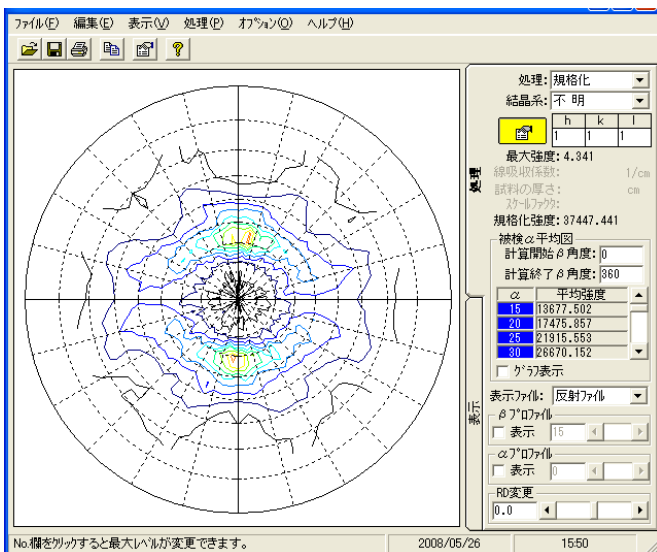 ファイル(F) 編集(E) 表示(V) 処理(P) オプション(O) ヘルプ(H)
処理: 規格化
結晶系: 不 明
h k l
1 1 1
最大強度: 4.341
線吸収係数: 1/cm
試料の厚さ: cm
スケールファクタ:
規格化強度: 37447.441
被検α平均図
計算開始β角度: 0
計算終了β角度: 360
α 平均強度
15 13677.502
20 17475.857
25 21915.553
30 26670.152
グラフ表示
表示ファイル: 反射ファイル
βプロファイル
表示 15
αプロファイル
表示 0
RD変更
0.0
処理
表示
No.欄をクリックすると最大レベルが変更できます。 2008/05/26 15:50